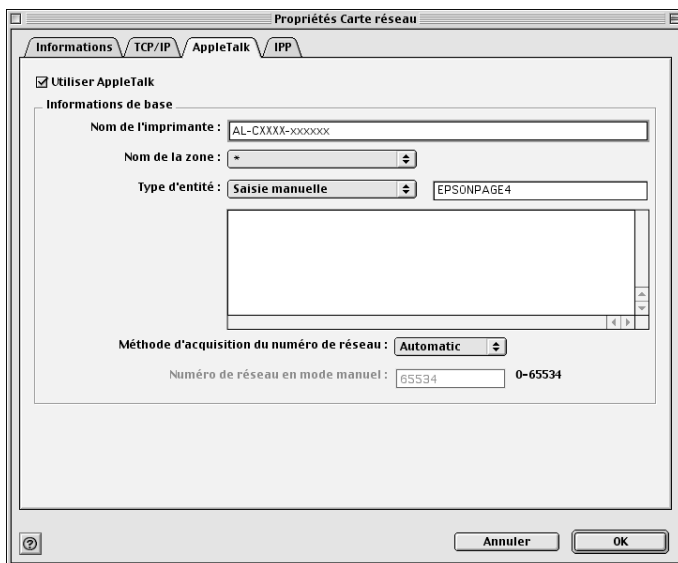 Propriétés Carte réseau
Informations TCP/IP AppleTalk IPP
Utiliser AppleTalk
Informations de base
Nom de l'imprimante : AL-CXXXX-xxxxxx
Nom de la zone : *
Type d'entité : Saisie manuelle EPSONPAGE4
Méthode d'acquisition du numéro de réseau : Automatic
Numéro de réseau en mode manuel : 65534 0-65534
? Annuler OK